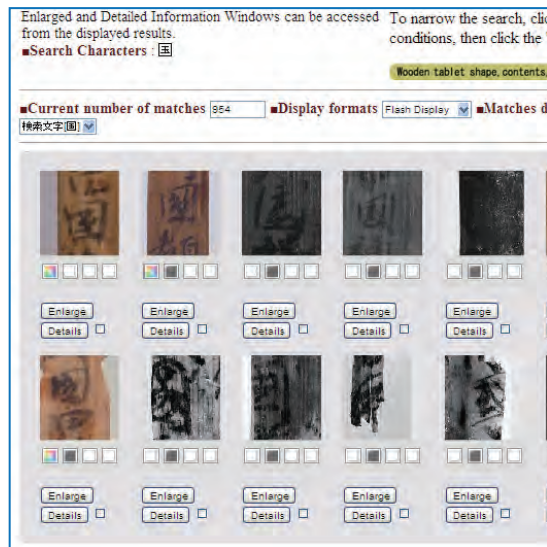 Enlarged and Detailed Information Windows can be accessed
from the displayed results.
■Search Characters : 国
To narrow the search, clic
conditions, then click the
Wooden tablet shape, contents,
■Current number of matches 954 ■Display formats Flash Display ■Matches d
検索文字[国]
Enlarge Enlarge Enlarge Enlarge Enlarge
Details Details Details Details Details
Enlarge Enlarge Enlarge Enlarge Enlarge
Details Details Details Details Details